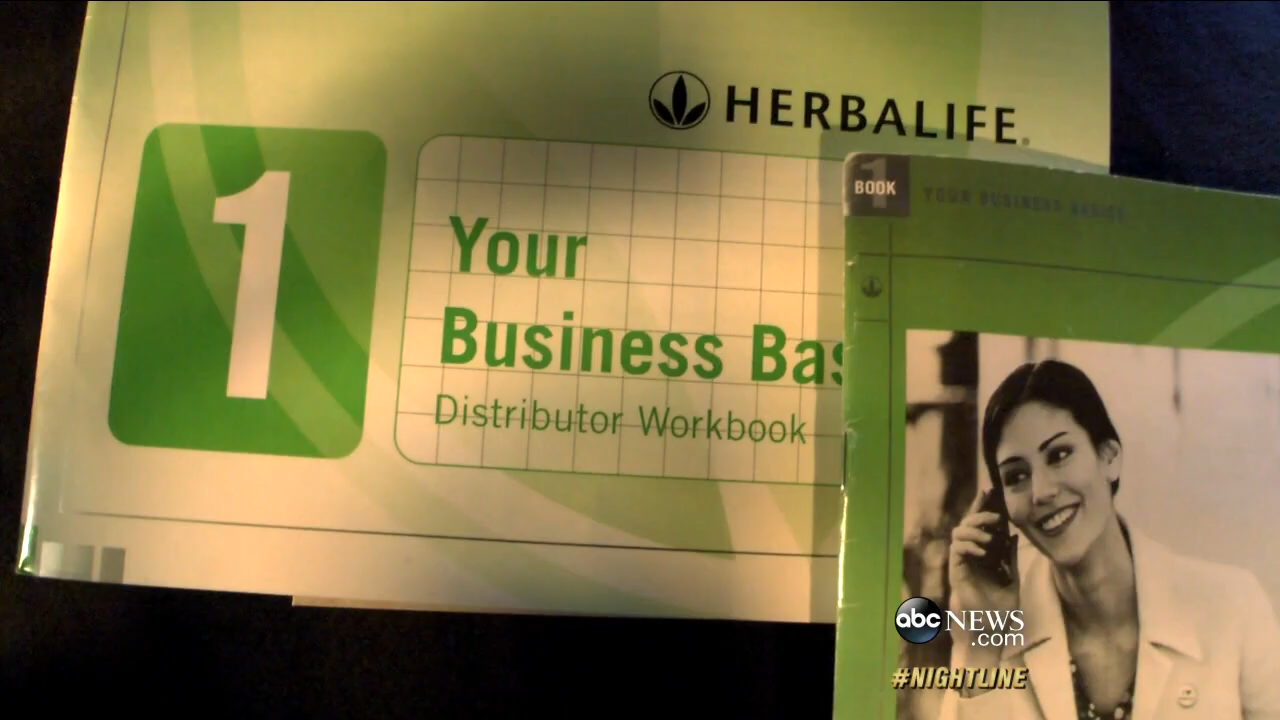 HERBALIFE.
1
Your
Business Bas
Distributor Workbook
1
BOOK
YOUR BUSINESS BASICS
abc NEWS
.com
#NIGHTLINE